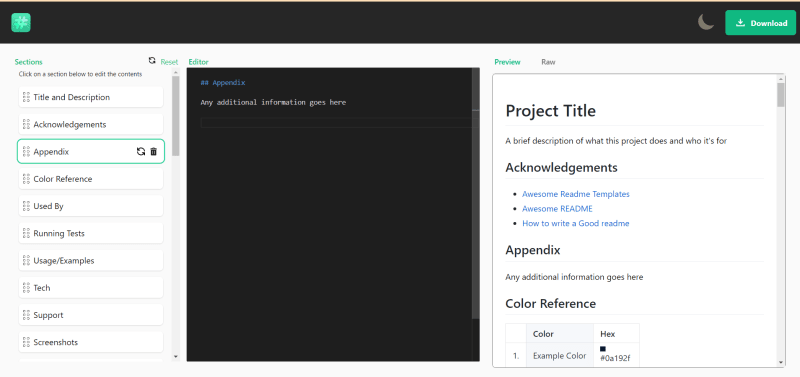 #
Download
Sections
Reset
Click on a section below to edit the contents
Title and Description
Acknowledgements
Appendix
Color Reference
Used By
Running Tests
Usage/Examples
Tech
Support
Screenshots
Editor
## Appendix
Any additional information goes here
Preview Raw
Project Title
A brief description of what this project does and who it's for
Acknowledgements
• Awesome Readme Templates
• Awesome README
• How to write a Good readme
Appendix
Any additional information goes here
Color Reference
Color Hex
1. Example Color #0a192f